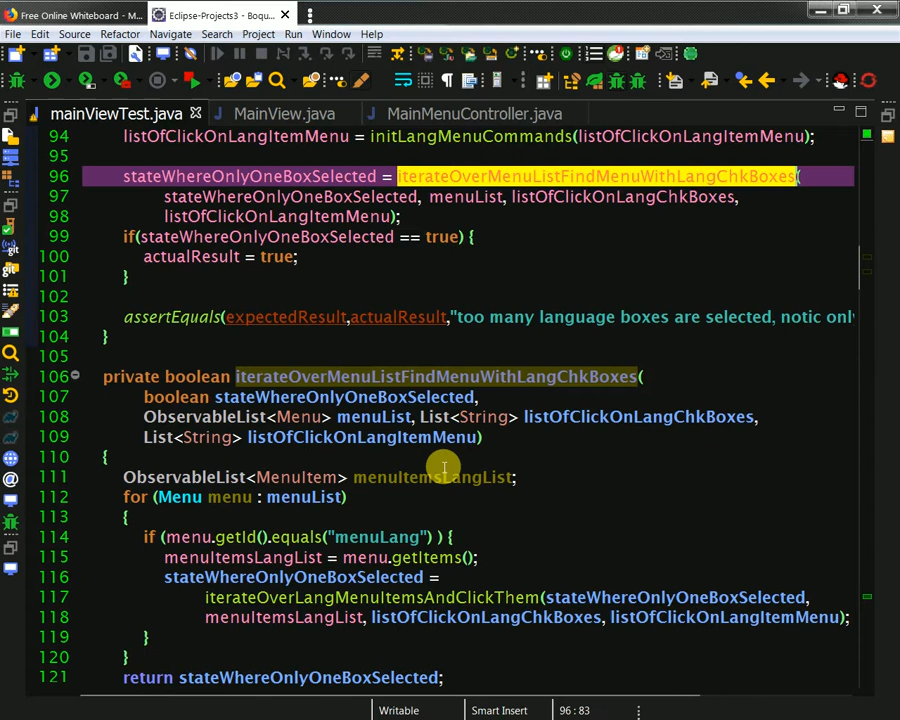 Free Online Whiteboard - M...
Eclipse-Projects3 - Boqu...
File Edit Source Refactor Navigate Search Project Run Window Help
mainViewTest.java MainView.java MainMenuController.java
94 listOfClickOnLangItemMenu = initLangMenuCommands(listOfClickOnLangItemMenu);
95
96 stateWhereOnlyOneBoxSelected = iterateOverMenuListFindMenuWithLangChkBoxes(
97 stateWhereOnlyOneBoxSelected, menuList, listOfClickOnLangChkBoxes,
98 listOfClickOnLangItemMenu);
99 if(stateWhereOnlyOneBoxSelected == true) {
100 actualResult = true;
101 }
102
103 assertEquals(expectedResult,actualResult,"too many language boxes are selected, notic onl
104 }
105
106 private boolean iterateOverMenuListFindMenuWithLangChkBoxes(
107 boolean stateWhereOnlyOneBoxSelected,
108 ObservableList<Menu> menuList, List<String> listOfClickOnLangChkBoxes,
109 List<String> listOfClickOnLangItemMenu)
110 {
111 ObservableList<MenuItem> menuItemsLangList;
112 for (Menu menu : menuList)
113 {
114 if (menu.getId().equals("menuLang") ) {
115 menuItemsLangList = menu.getItems();
116 stateWhereOnlyOneBoxSelected =
117 iterateOverLangMenuItemsAndClickThem(stateWhereOnlyOneBoxSelected,
118 menuItemsLangList, listOfClickOnLangChkBoxes, listOfClickOnLangItemMenu);
119 }
120 }
121 return stateWhereOnlyOneBoxSelected;
Writable Smart Insert 96 : 83